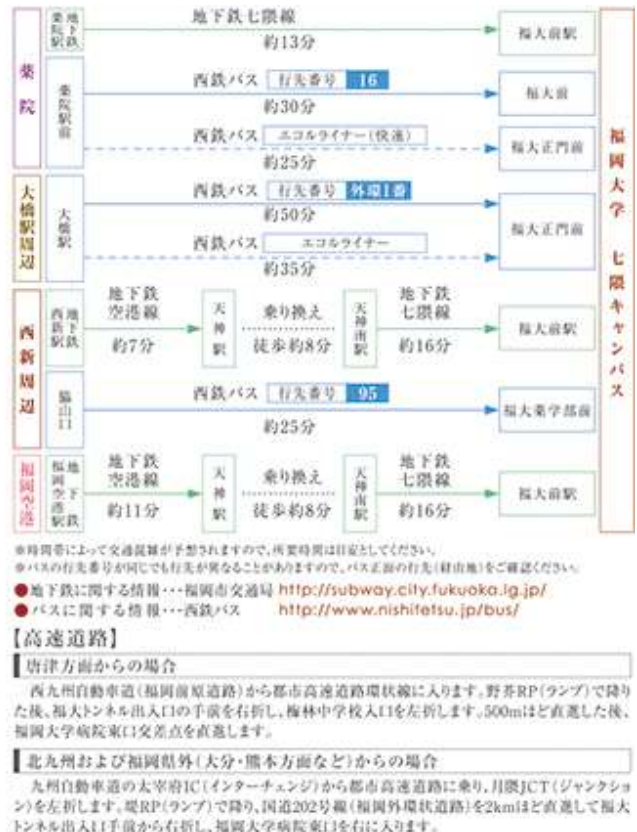 地下鉄七隈線
地下鉄薬院駅
約13分
福大前駅
薬院
薬院駅前
西鉄バス 行先番号 16
約30分
福大前
西鉄バス エコルライナー(快速)
約25分
福大正門前
大橋駅周辺
大橋駅
西鉄バス 行先番号 外環1番
約50分
西鉄バス エコルライナー
約35分
福大正門前
西新周辺
地下鉄西新駅
地下鉄
空港線
約7分
天神駅
乗り換え
徒歩約8分
天神南駅
地下鉄
七隈線
約16分
福大前駅
脇山口
西鉄バス 行先番号 95
約25分
福大薬学部前
福岡空港
地下鉄福岡空港駅
地下鉄
空港線
約11分
天神駅
乗り換え
徒歩約8分
天神南駅
地下鉄
七隈線
約16分
福大前駅
福岡大学 七隈キャンパス
※時間帯によって交通混雑が予想されますので、所要時間は目安としてください。
※バスの行先番号が同じでも行先が異なることがありますので、バス正面の行先(経由地)をご確認ください。
●地下鉄に関する情報・・・福岡市交通局 http://subway.city.fukuoka.lg.jp/
●バスに関する情報・・・西鉄バス http://www.nishitetsu.jp/bus/
【高速道路】
唐津方面からの場合
西九州自動車道(福岡前原道路)から都市高速道路環状線に入ります。野芥RP(ランプ)で降り
た後、福大トンネル出入口の手前を右折し、梅林中学校入口を左折します。500mほど直進した後、
福岡大学病院東口交差点を直進します。
北九州および福岡県外(大分・熊本方面など)からの場合
九州自動車道の太宰府IC(インターチェンジ)から都市高速道路に乗り、月隈JCT(ジャンクショ
ン)を左折します。堤RP(ランプ)で降り、国道202号線(福岡外環状道路)を2kmほど直進して福大
トンネル出入口手前から右折し、福岡大学病院東口を右に入ります。